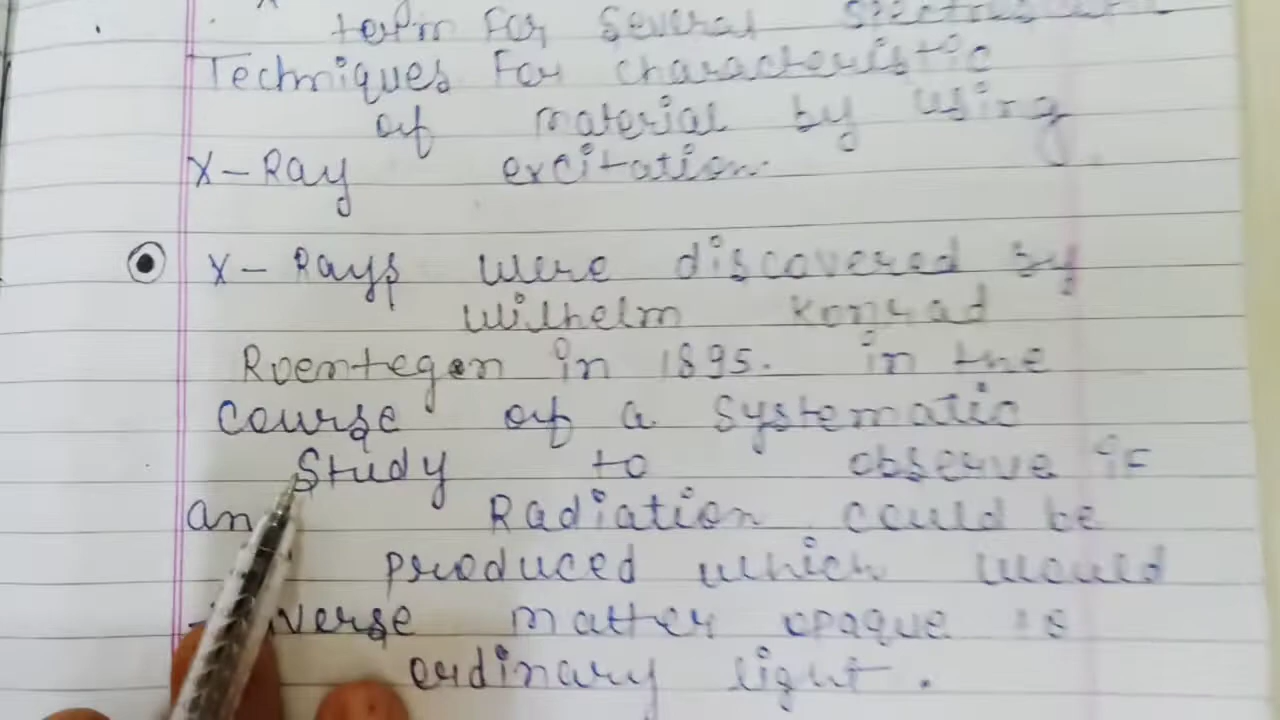 term For Several
Techniques For characteristic
of material by using
X-Ray excitation.
X-Rays were discovered by
Wilhelm Konrad
Roentegen in 1895. in the
course of a systematic
Study to observe if
an Radiation could be
produced which would
matter opaque is
ordinary light.